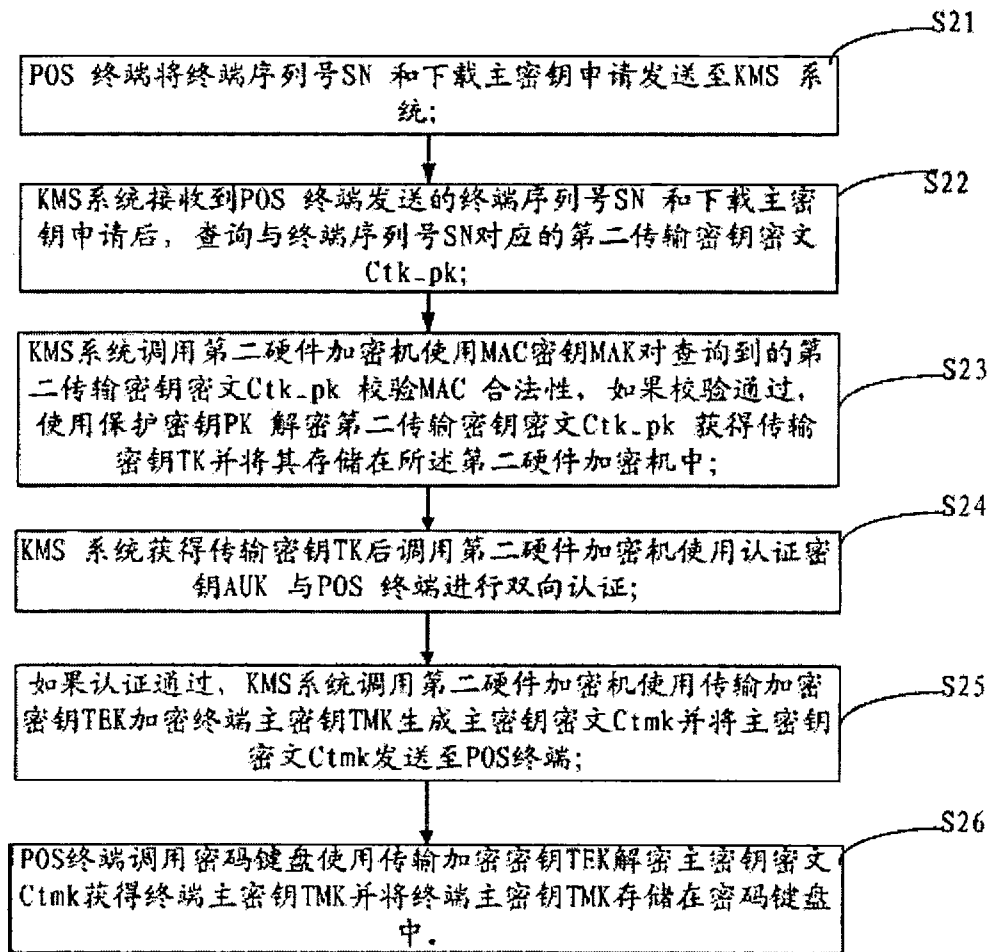 S21
POS 终端将终端序列号SN 和下载主密钥申请发送至KMS 系
统;
S22
KMS系统接收到POS 终端发送的终端序列号SN 和下载主密
钥申请后，查询与终端序列号SN对应的第二传输密钥密文
Ctk_pk;
S23
KMS系统调用第二硬件加密机使用MAC密钥MAK对查询到的第
二传输密钥密文Ctk_pk 校验MAC 合法性，如果校验通过，
使用保护密钥PK 解密第二传输密钥密文Ctk_pk 获得传输
密钥TK并将其存储在所述第二硬件加密机中;
S24
KMS 系统获得传输密钥TK后调用第二硬件加密机使用认证密
钥AUK 与POS 终端进行双向认证;
S25
如果认证通过，KMS系统调用第二硬件加密机使用传输加密
密钥TEK加密终端主密钥TMK生成主密钥密文Ctmk并将主密钥
密文Ctmk发送至POS终端;
S26
POS终端调用密码键盘使用传输加密密钥TEK解密主密钥密文
Ctmk获得终端主密钥TMK并将终端主密钥TMK存储在密码键盘
中。